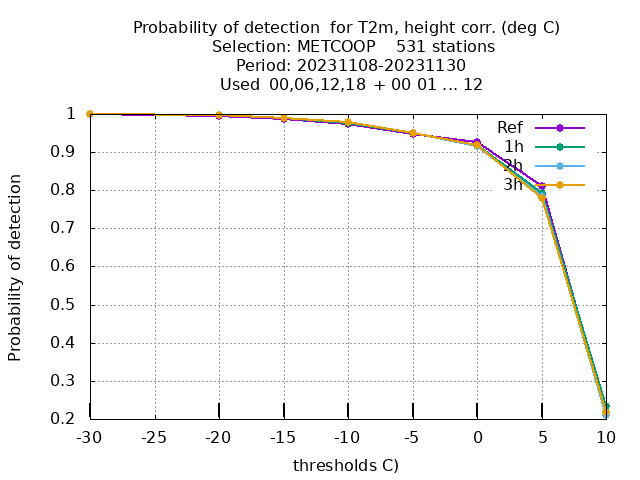 Probability of detection  for T2m, height corr. (deg C)
Selection: METCOOP    531 stations
Period: 20231108-20231130
Used  00,06,12,18  + 00 01 ... 12
Probability of detection
1
0.9
0.8
0.7
0.6
0.5
0.4
0.3
0.2
Ref
1h
2h
3h
-30 -25 -20 -15 -10 -5 0 5 10
thresholds C)